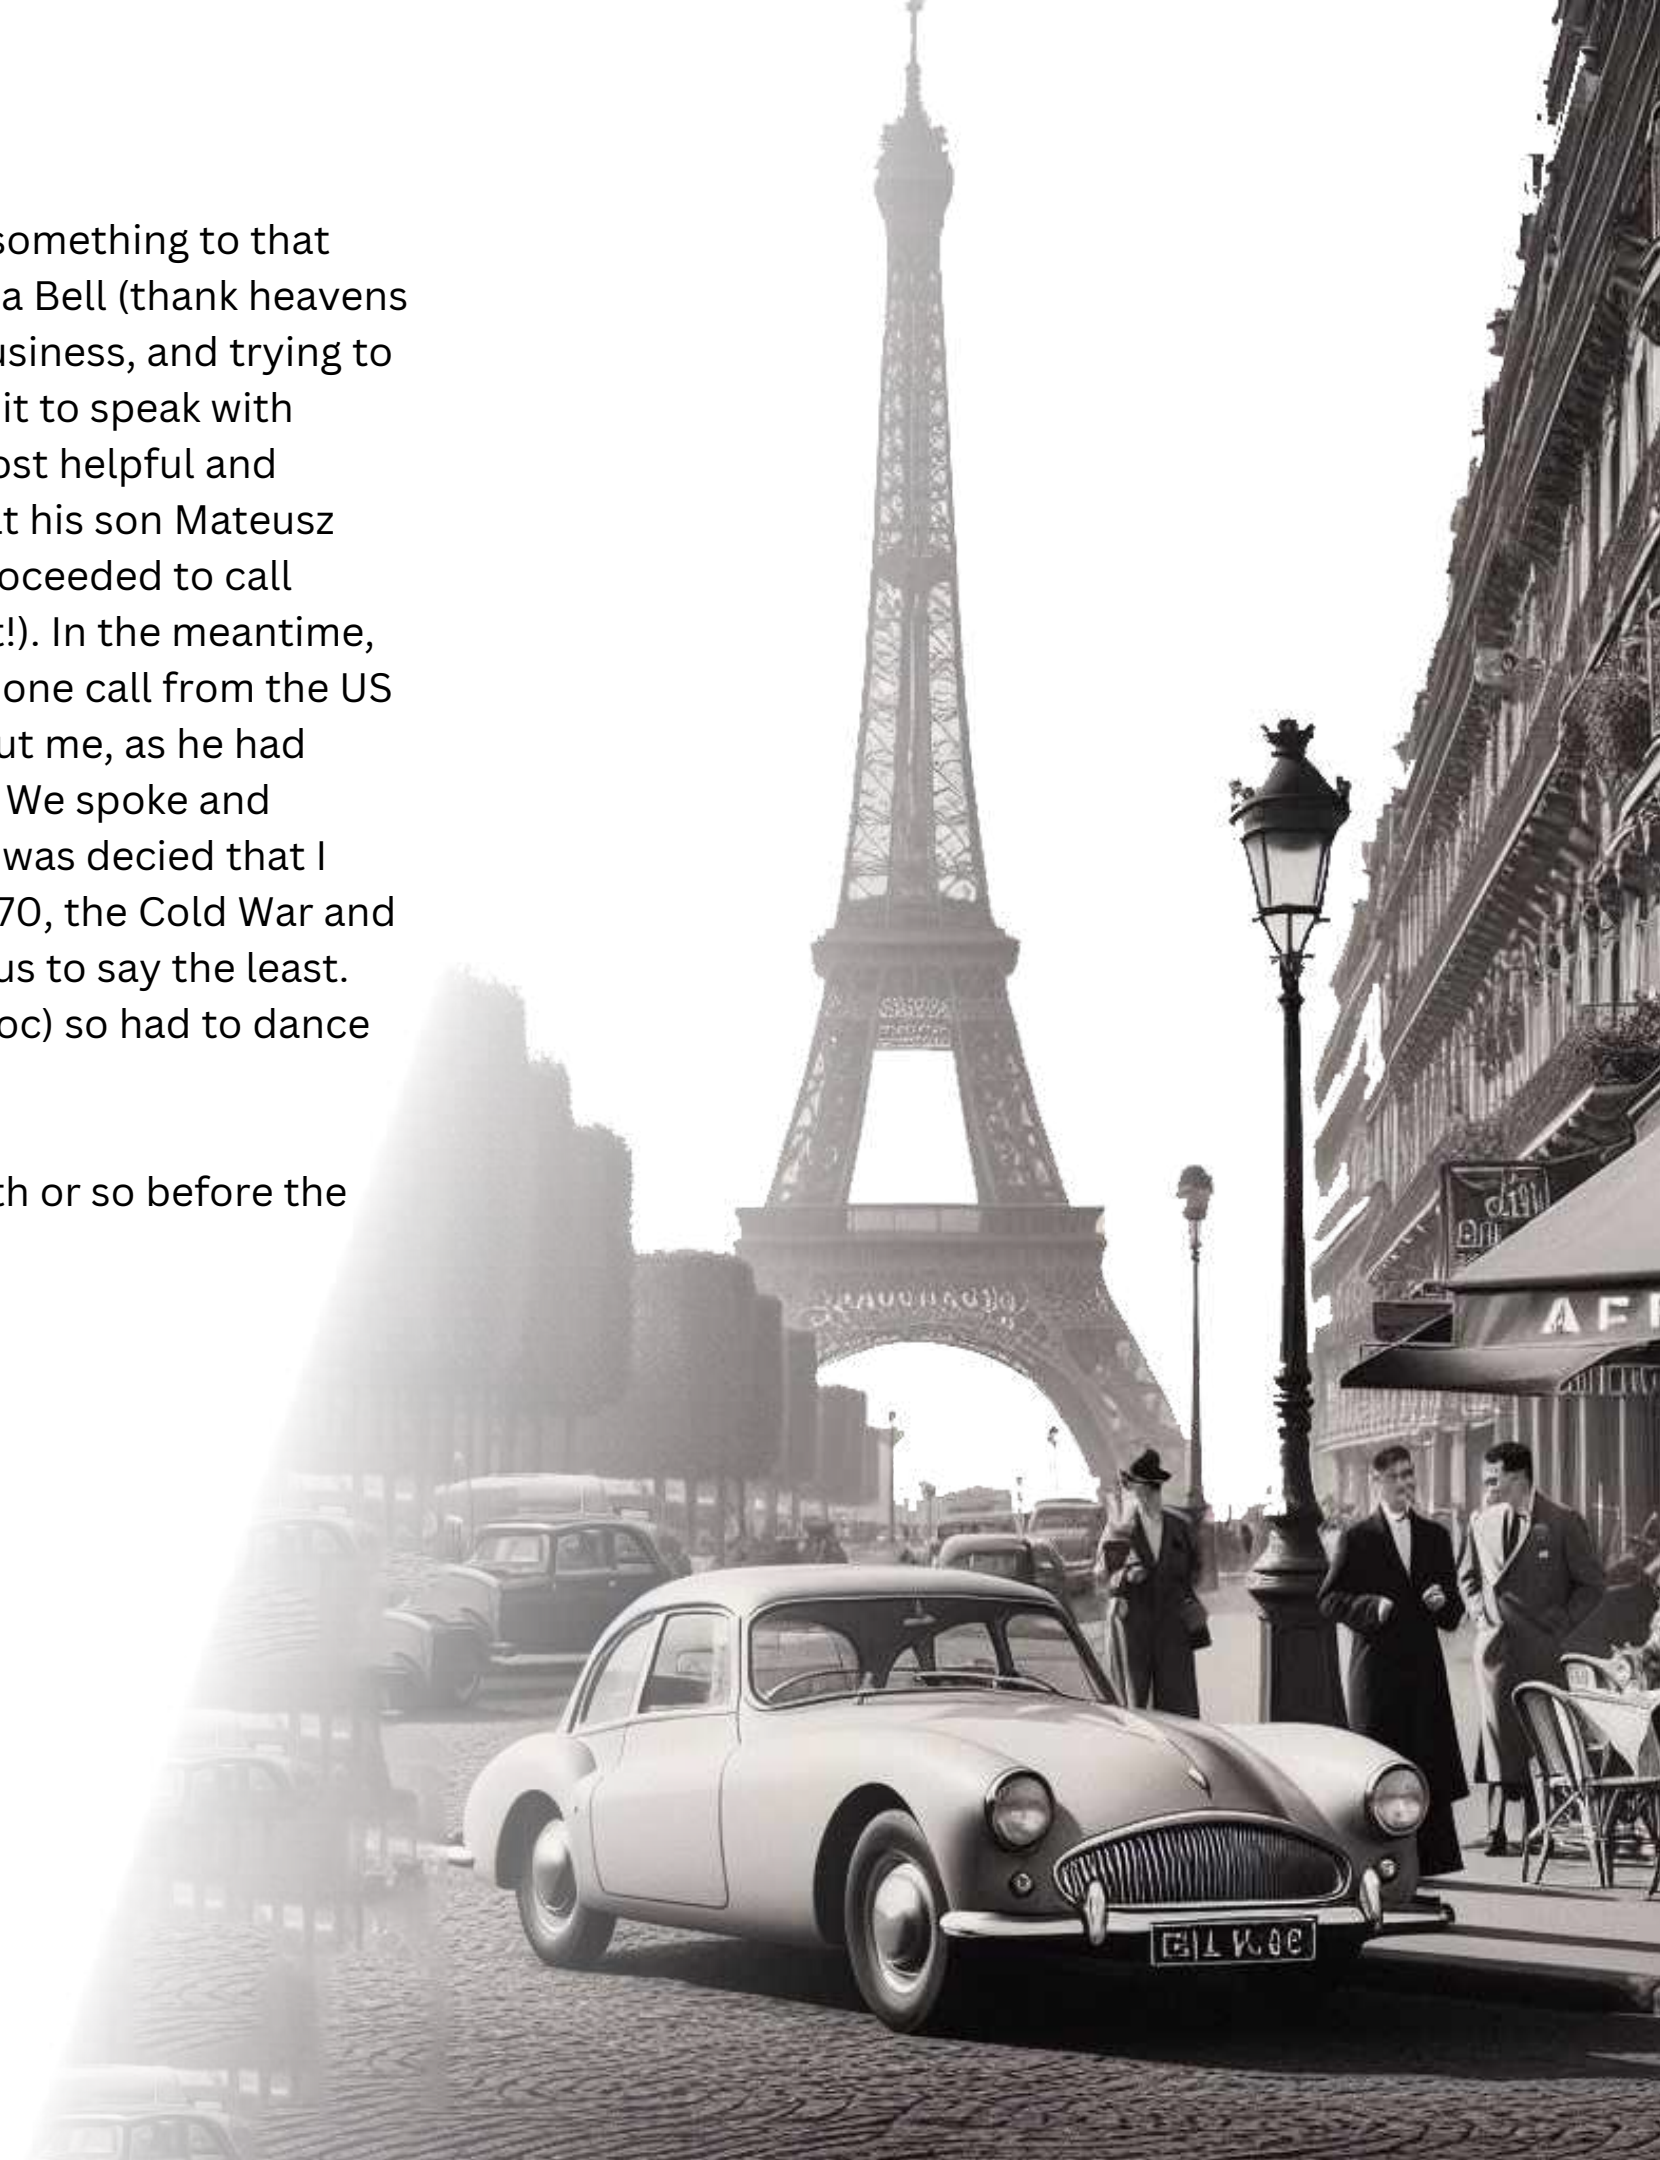 something to that
a Bell (thank heavens
usiness, and trying to
it to speak with
ost helpful and
at his son Mateusz
oceeded to call
t!). In the meantime,
one call from the US
ut me, as he had
We spoke and
was decied that I
70, the Cold War and
us to say the least.
oc) so had to dance
th or so before the
AF